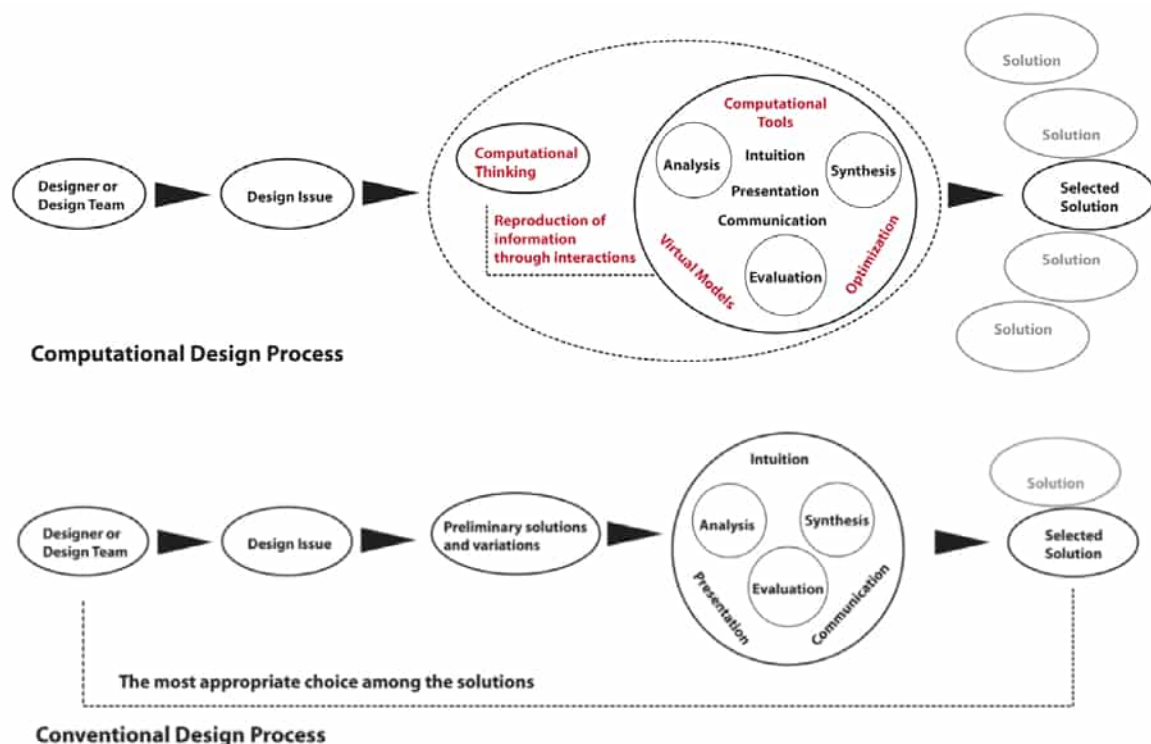 Solution
Solution
Computational
Tools
Computational
Thinking
Analysis
Intuition
Synthesis
Designer or
Design Team
Design Issue
Presentation
Selected
Solution
Reproduction of
information
through interactions
Communication
Virtual Models
Evaluation
Optimization
Solution
Solution
Computational Design Process
Intuition
Solution
Designer or
Design Team
Design Issue
Preliminary solutions
and variations
Analysis
Synthesis
Selected
Solution
Evaluation
Presentation
Communication
The most appropriate choice among the solutions
Conventional Design Process